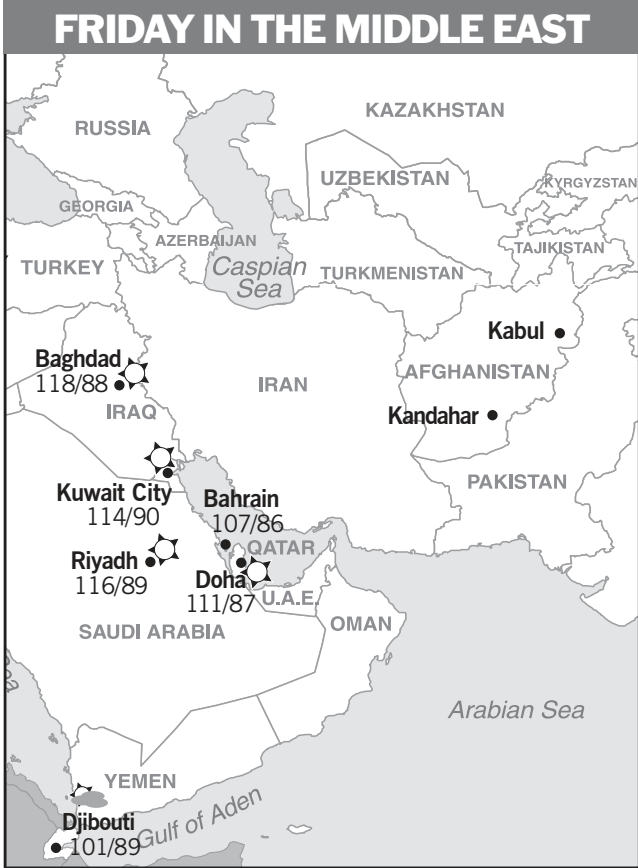 FRIDAY IN THE MIDDLE EAST
KAZAKHSTAN
RUSSIA
UZBEKISTAN
KYRGYZSTAN
GEORGIA
AZERBAIJAN
TAJIKISTAN
TURKEY
Caspian
Sea
TURKMENISTAN
Kabul
Baghdad
118/88
IRAN
AFGHANISTAN
IRAQ
Kandahar
PAKISTAN
Kuwait City
114/90
Bahrain
107/86
QATAR
Riyadh
116/89
Doha
111/87
U.A.E.
OMAN
SAUDI ARABIA
Arabian Sea
YEMEN
Djibouti
101/89
Gulf of Aden